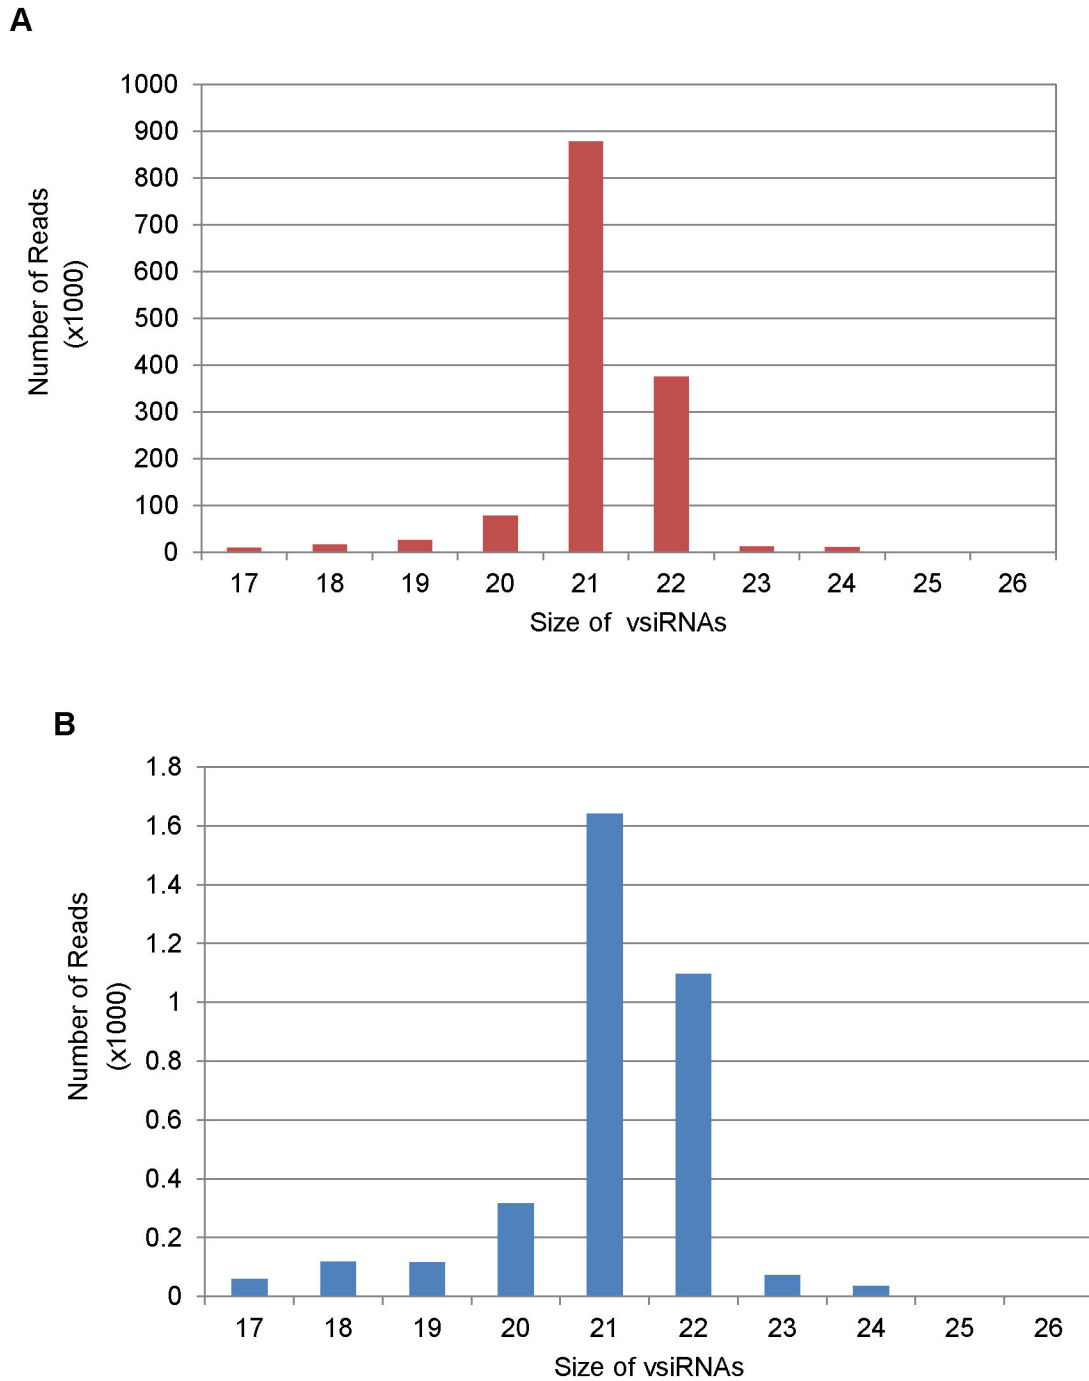 A
1000
900
800
700
600
500
400
300
200
100
0
Number of Reads
(x1000)
17 18 19 20 21 22 23 24 25 26
Size of vsiRNAs
B
1.8
1.6
1.4
1.2
1
0.8
0.6
0.4
0.2
0
Number of Reads
(x1000)
17 18 19 20 21 22 23 24 25 26
Size of vsiRNAs